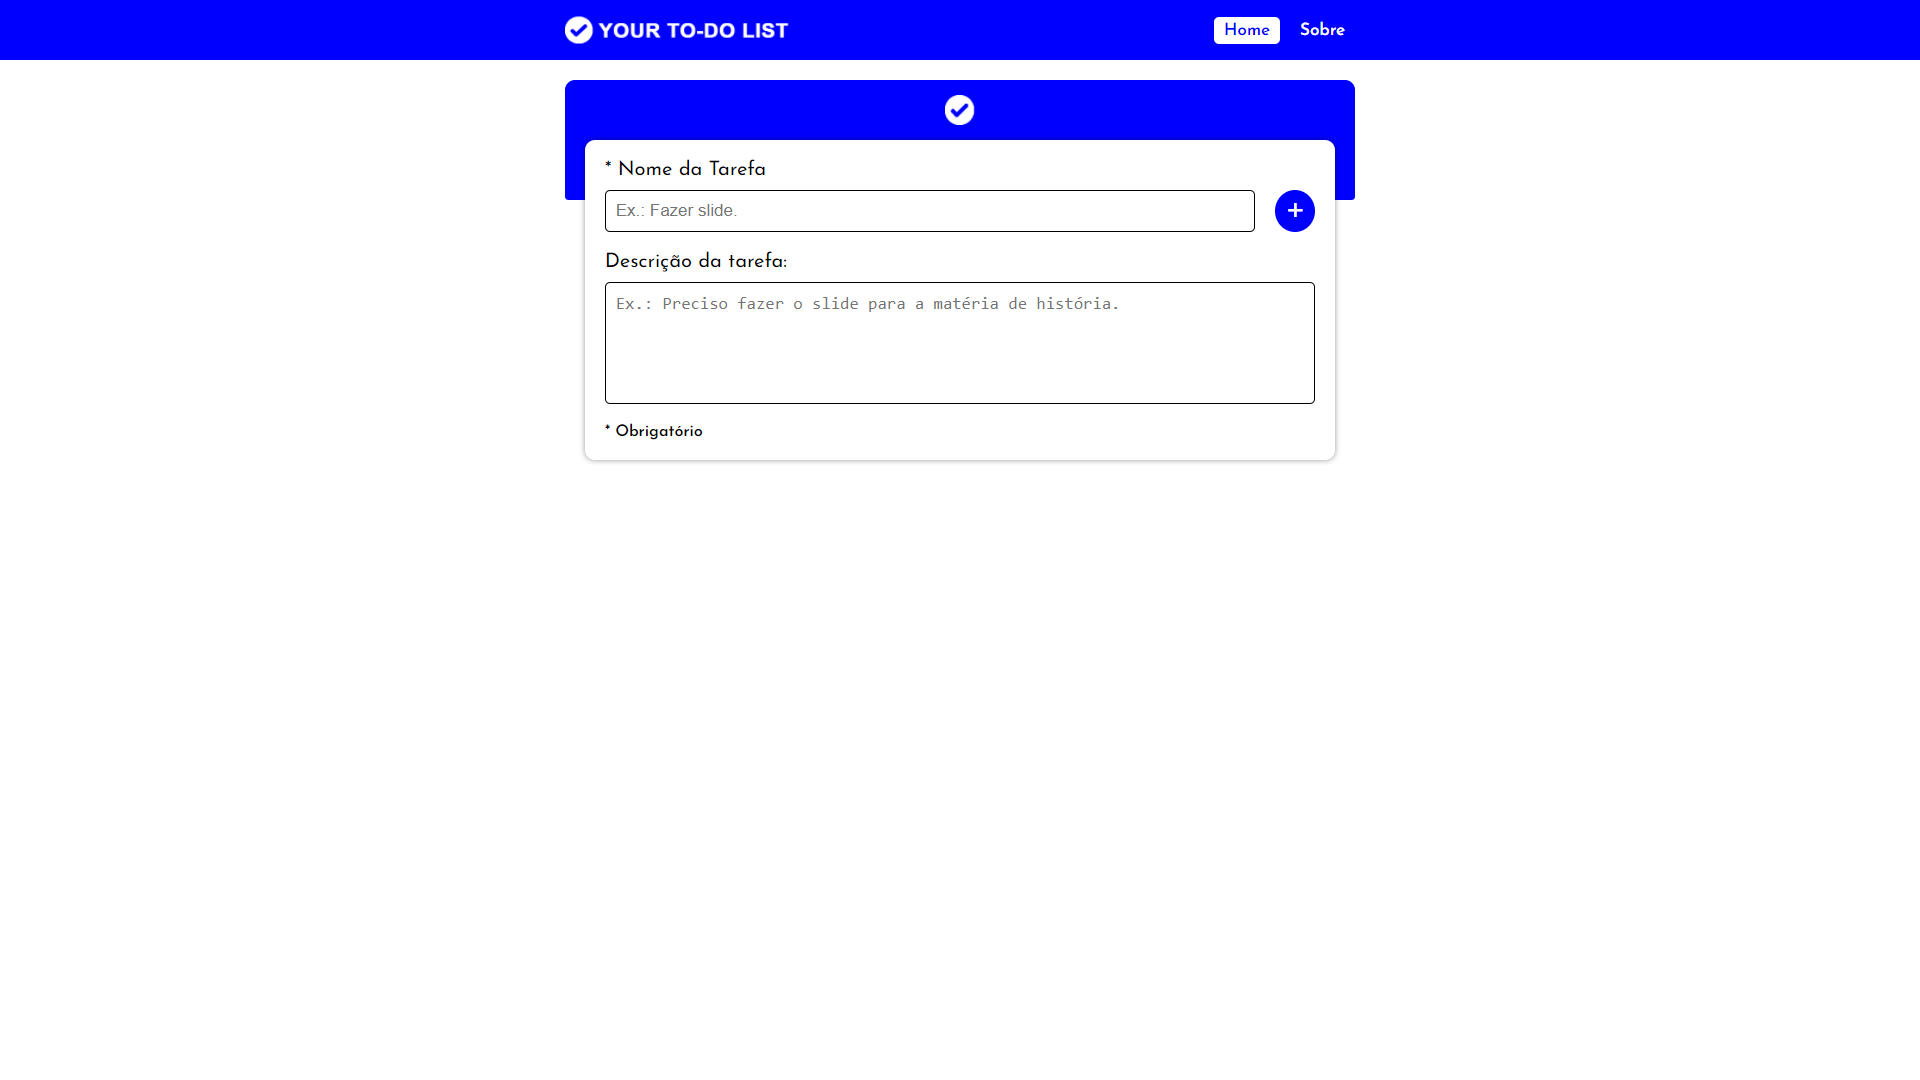 YOUR TO-DO LIST
Home
Sobre
* Nome da Tarefa
Ex.: Fazer slide.
+
Descrição da tarefa:
Ex.: Preciso fazer o slide para a matéria de história.
* Obrigatório